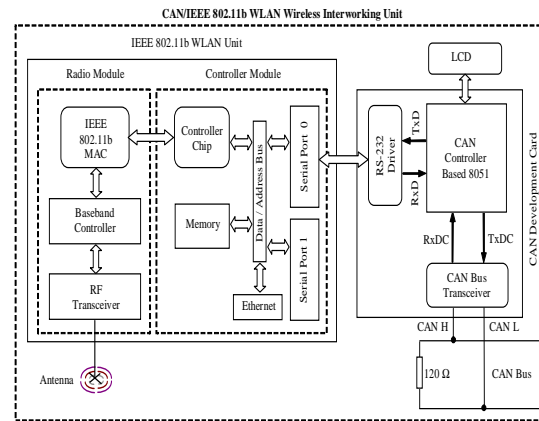 CAN/IEEE 802.11b WLAN Wireless Interworking Unit
IEEE 802.11b WLAN Unit
Radio Module
Controller Module
IEEE
802.11b
MAC
Baseband
Controller
RF
Transceiver
Antenna
Controller
Chip
Memory
Data / Address Bus
Ethernet
Serial Port 0
Serial Port 1
LCD
RS-232
Driver
TxD
RxD
CAN
Controller
Based 8051
RxDC
TxDC
CAN Bus
Transceiver
CAN Development Card
CAN H
CAN L
120 Ω
CAN Bus